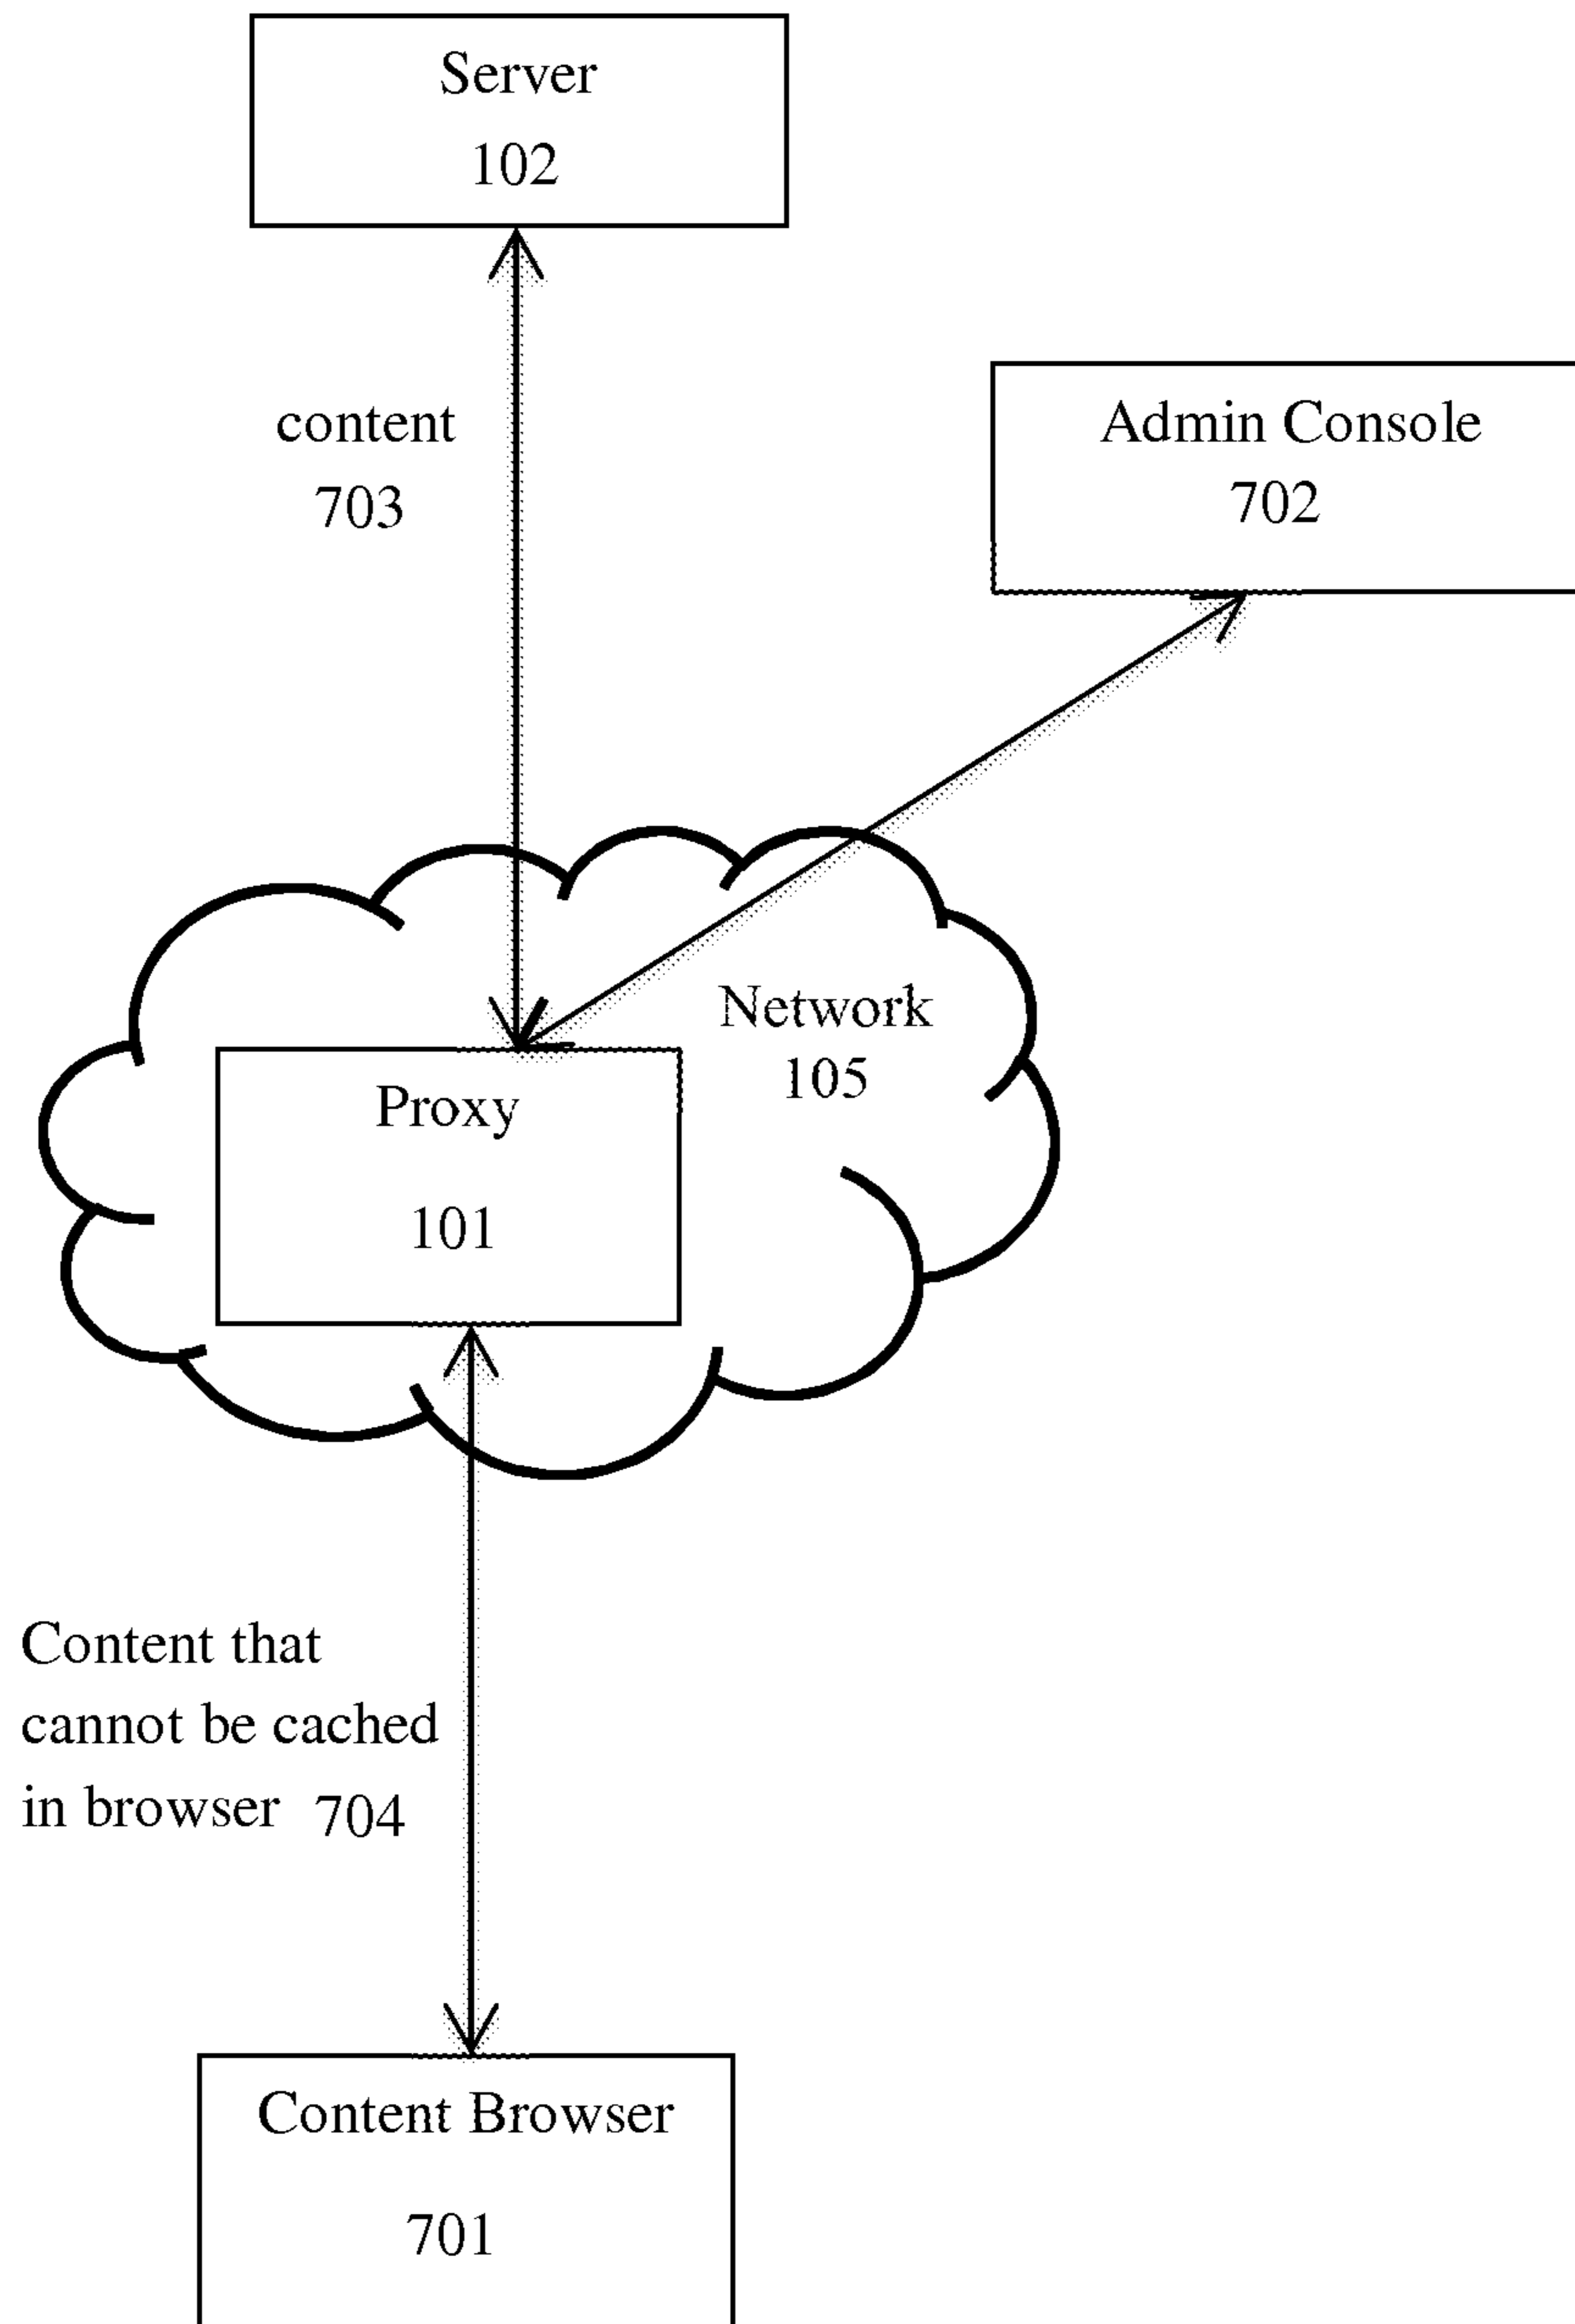 Server
102
content
703
Admin Console
702
Network
105
Proxy
101
Content that
cannot be cached
in browser 704
Content Browser
701